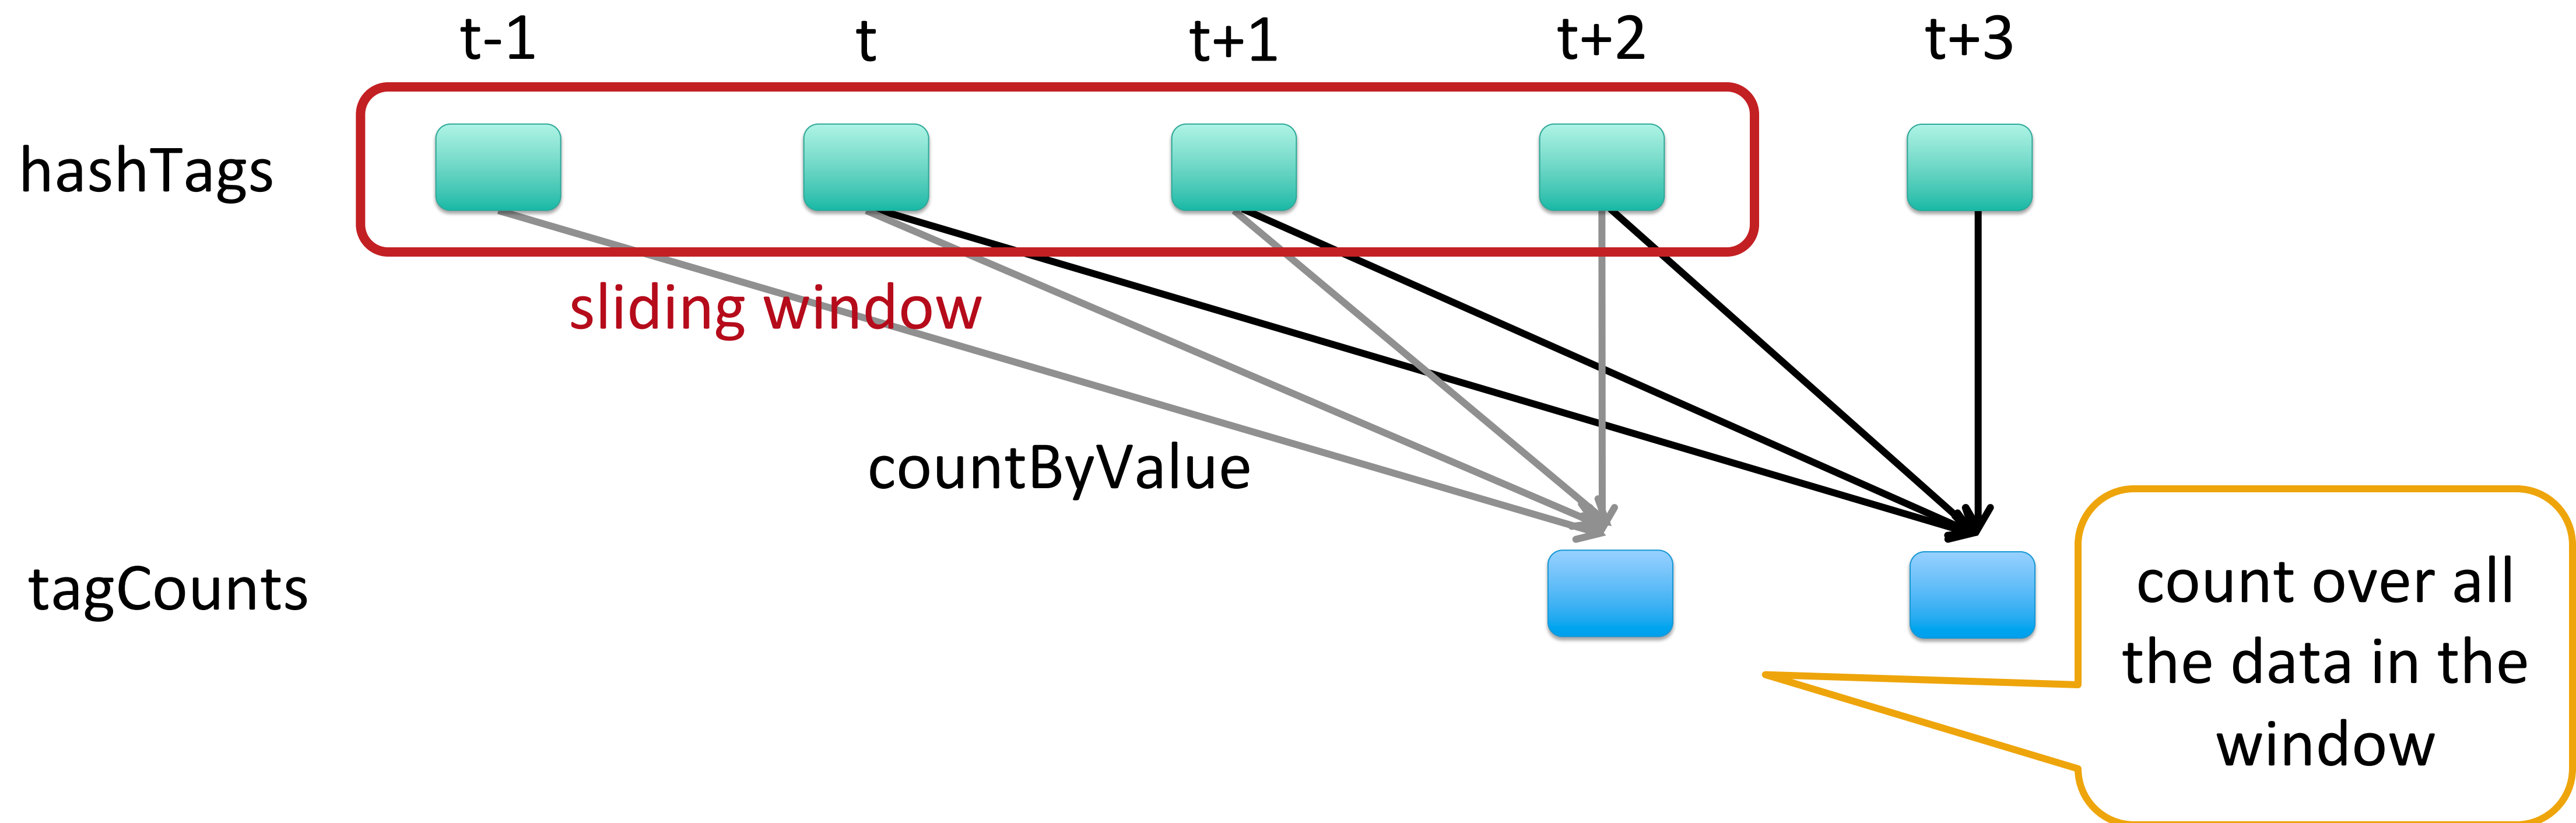 t-1 t t+1 t+2 t+3
hashTags
sliding window
countByValue
tagCounts
count over all
the data in the
window